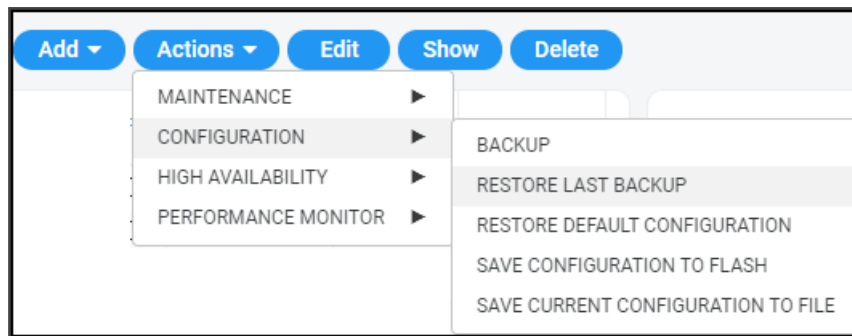 Add Actions Edit Show Delete
MAINTENANCE
CONFIGURATION
HIGH AVAILABILITY
PERFORMANCE MONITOR
BACKUP
RESTORE LAST BACKUP
RESTORE DEFAULT CONFIGURATION
SAVE CONFIGURATION TO FLASH
SAVE CURRENT CONFIGURATION TO FILE